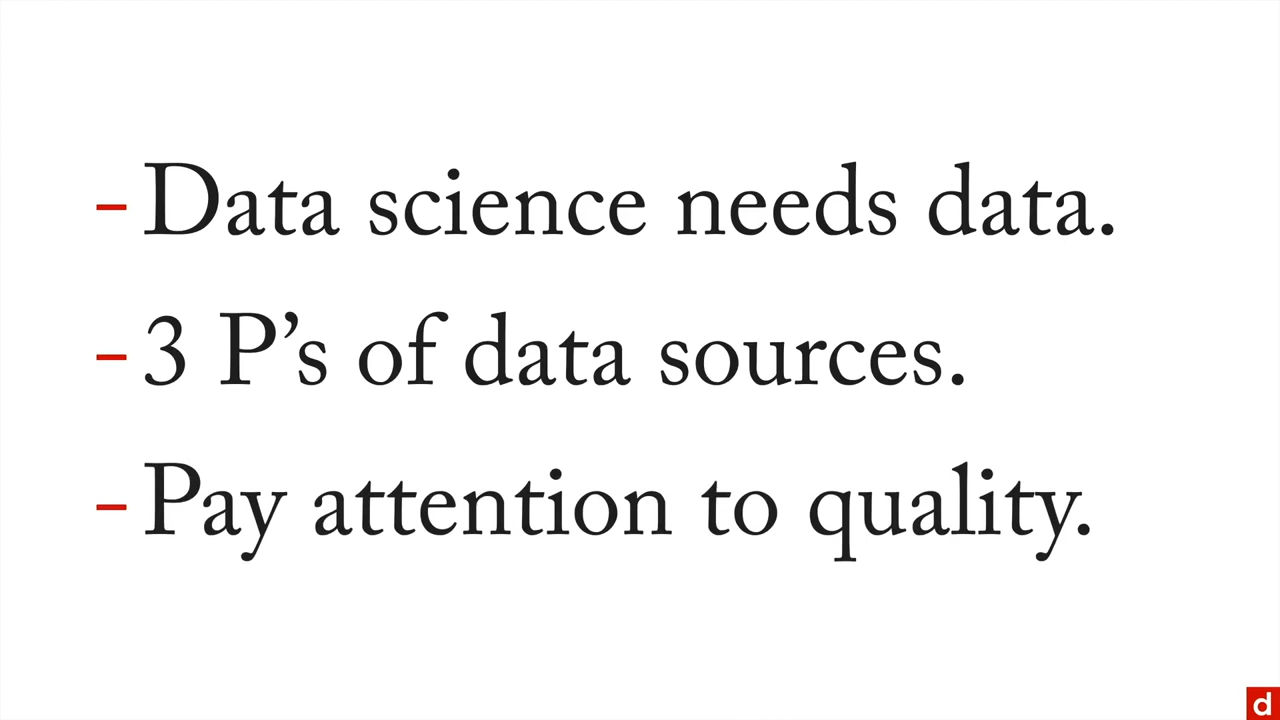 - Data science needs data.
- 3 P’s of data sources.
- Pay attention to quality.
d